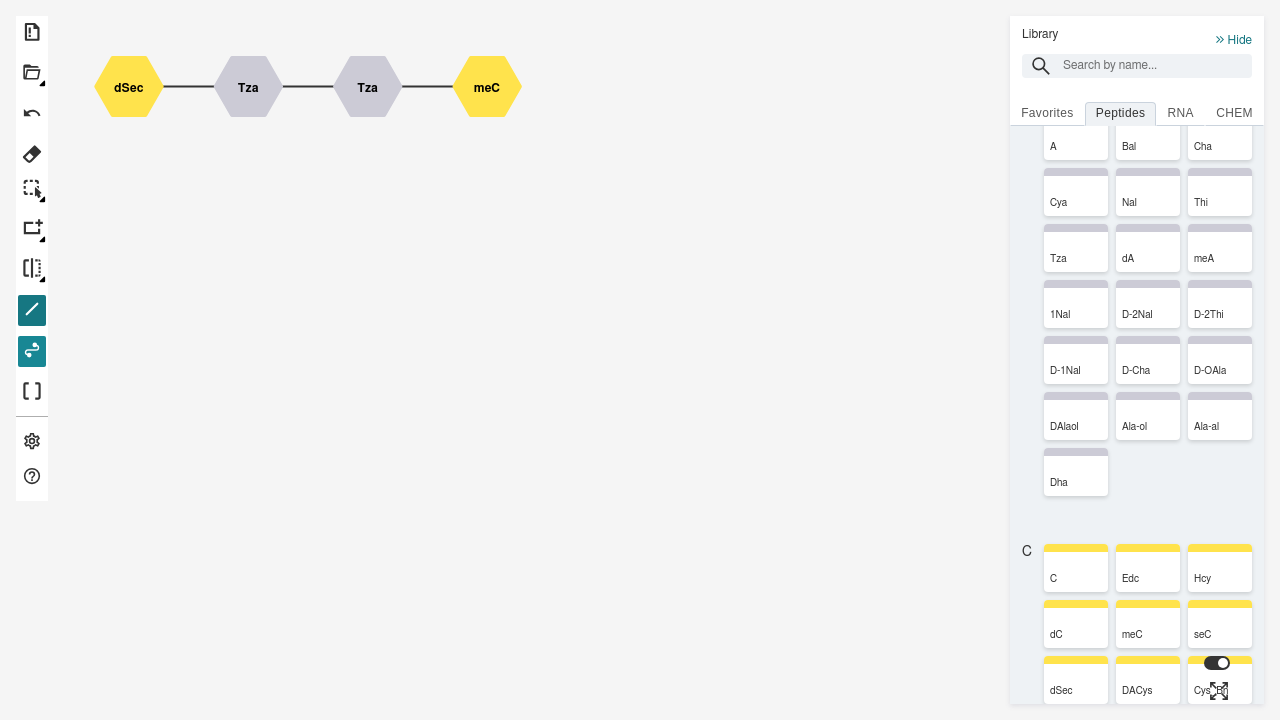 dSec Tza Tza meC
Library
Hide
Search by name...
Favorites Peptides RNA CHEM
A Bal Cha
Cya Nal Thi
Tza dA meA
1Nal D-2Nal D-2Thi
D-1Nal D-Cha D-OAla
DAlaol Ala-ol Ala-al
Dha
C
C Edc Hcy
dC meC seC
dSec DACys Cys_Bn